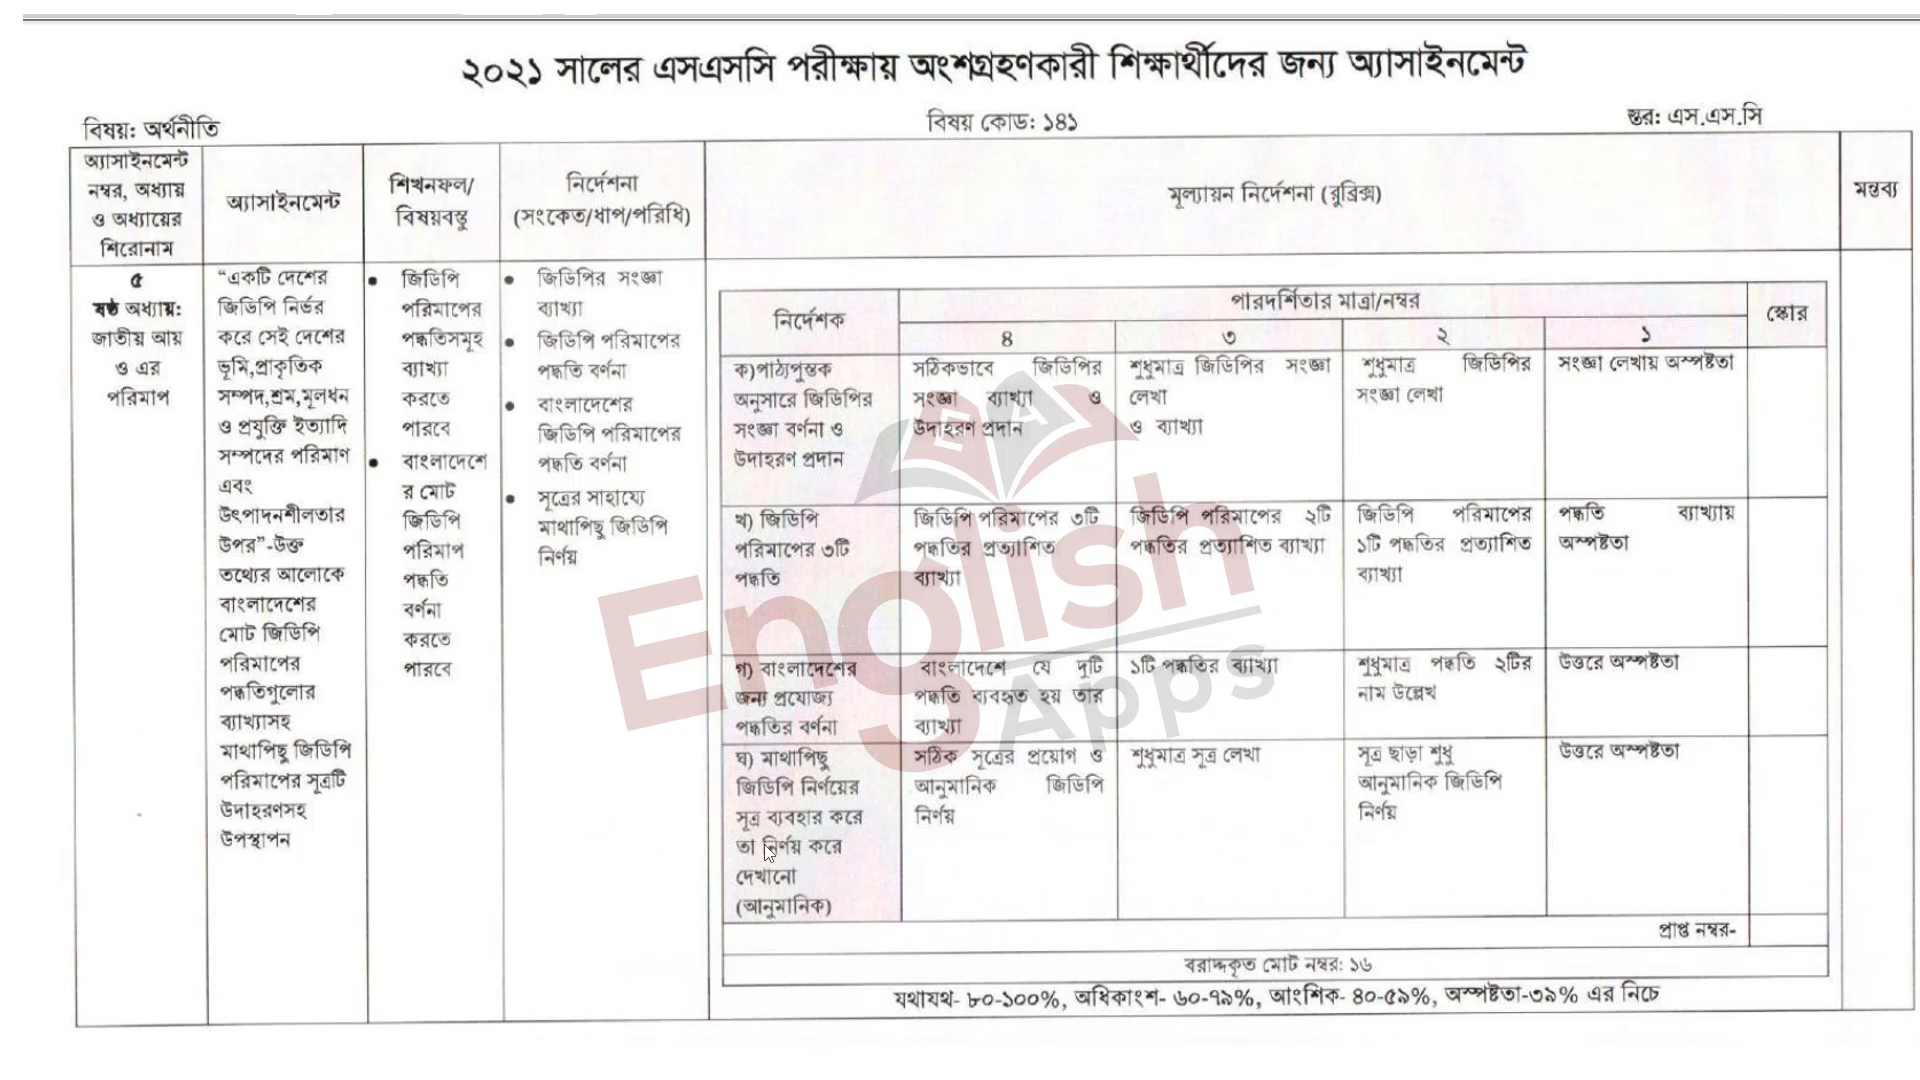 ২০২১ সালের এসএসসি পরীক্ষায় অংশগ্রহণকারী শিক্ষার্থীদের জন্য অ্যাসাইনমেন্ট
বিষয়: অর্থনীতি
বিষয় কোড: ১৪১
স্তর: এস.এস.সি
অ্যাসাইনমেন্ট
নম্বর, অধ্যায়
ও অধ্যায়ের
শিরোনাম
অ্যাসাইনমেন্ট
শিখনফল/
বিষয়বস্তু
নির্দেশনা
(সংকেত/ধাপ/পরিধি)
মূল্যায়ন নির্দেশনা (রুব্রিক্স)
মন্তব্য
৫
ষষ্ঠ অধ্যায়:
জাতীয় আয়
ও এর
পরিমাপ
“একটি দেশের
জিডিপি নির্ভর
করে সেই দেশের
ভূমি,প্রাকৃতিক
সম্পদ,শ্রম,মূলধন
ও প্রযুক্তি ইত্যাদি
সম্পদের পরিমাণ
এবং
উৎপাদনশীলতার
উপর”-উক্ত
তথ্যের আলোকে
বাংলাদেশের
মোট জিডিপি
পরিমাপের
পদ্ধতিগুলোর
ব্যাখ্যাসহ
মাথাপিছু জিডিপি
পরিমাপের সূত্রটি
উদাহরণসহ
উপস্থাপন
• জিডিপি
পরিমাপের
পদ্ধতিসমূহ
ব্যাখ্যা
করতে
পারবে
• বাংলাদেশে
র মোট
জিডিপি
পরিমাপ
পদ্ধতি
বর্ণনা
করতে
পারবে
• জিডিপির সংজ্ঞা
ব্যাখ্যা
• জিডিপি পরিমাপের
পদ্ধতি বর্ণনা
• বাংলাদেশের
জিডিপি পরিমাপের
পদ্ধতি বর্ণনা
• সূত্রের সাহায্যে
মাথাপিছু জিডিপি
নির্ণয়
নির্দেশক
পারদর্শিতার মাত্রা/নম্বর
স্কোর
৪
৩
২
১
ক)পাঠ্যপুস্তক
অনুসারে জিডিপির
সংজ্ঞা বর্ণনা ও
উদাহরণ প্রদান
সঠিকভাবে জিডিপির
সংজ্ঞা ব্যাখ্যা ও
উদাহরণ প্রদান
শুধুমাত্র জিডিপির সংজ্ঞা
লেখা
ও ব্যাখ্যা
শুধুমাত্র জিডিপির
সংজ্ঞা লেখা
সংজ্ঞা লেখায় অস্পষ্টতা
খ) জিডিপি
পরিমাপের ৩টি
পদ্ধতি
জিডিপি পরিমাপের ৩টি
পদ্ধতির প্রত্যাশিত
ব্যাখ্যা
জিডিপি পরিমাপের ২টি
পদ্ধতির প্রত্যাশিত ব্যাখ্যা
জিডিপি পরিমাপের
১টি পদ্ধতির প্রত্যাশিত
ব্যাখ্যা
পদ্ধতি ব্যাখ্যায়
অস্পষ্টতা
গ) বাংলাদেশের
জন্য প্রযোজ্য
পদ্ধতির বর্ণনা
বাংলাদেশে যে দুটি
পদ্ধতি ব্যবহৃত হয় তার
ব্যাখ্যা
১টি পদ্ধতির ব্যাখ্যা
শুধুমাত্র পদ্ধতি ২টির
নাম উল্লেখ
উত্তরে অস্পষ্টতা
ঘ) মাথাপিছু
জিডিপি নির্ণয়ের
সূত্র ব্যবহার করে
তা নির্ণয় করে
দেখানো
(আনুমানিক)
সঠিক সূত্রের প্রয়োগ ও
আনুমানিক জিডিপি
নির্ণয়
শুধুমাত্র সূত্র লেখা
সূত্র ছাড়া শুধু
আনুমানিক জিডিপি
নির্ণয়
উত্তরে অস্পষ্টতা
প্রাপ্ত নম্বর-
বরাদ্দকৃত মোট নম্বর: ১৬
যথাযথ- ৮০-১০০%, অধিকাংশ- ৬০-৭৯%, আংশিক- ৪০-৫৯%, অস্পষ্টতা-৩৯% এর নিচে
English
Apps